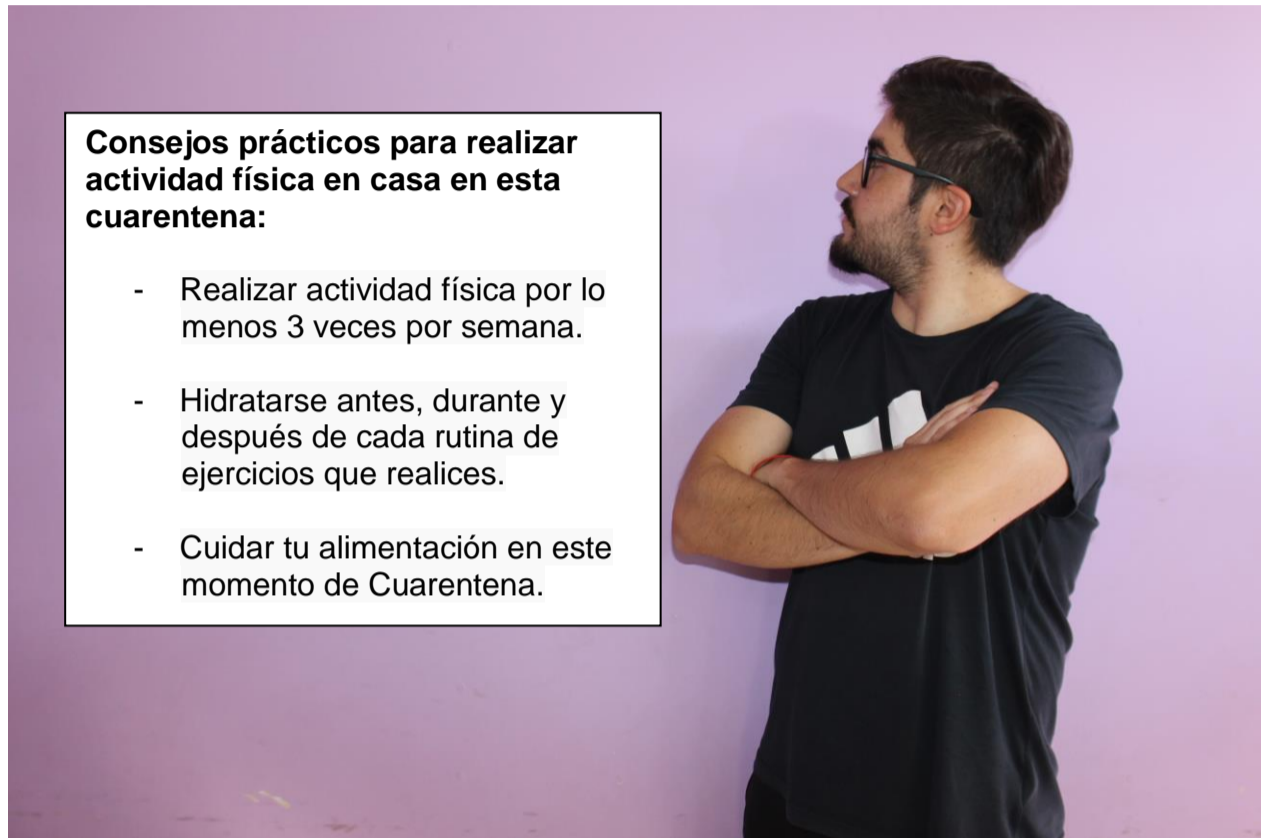 Consejos prácticos para realizar
actividad física en casa en esta
cuarentena:
- Realizar actividad física por lo
menos 3 veces por semana.
- Hidratarse antes, durante y
después de cada rutina de
ejercicios que realices.
- Cuidar tu alimentación en este
momento de Cuarentena.